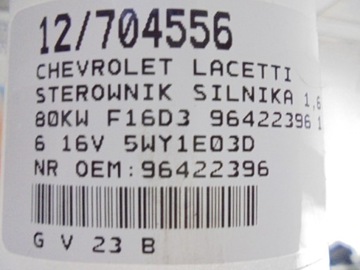 12/704556
CHEVROLET LACETTI
STEROWNIK SILNIKA 1,6
80KW F16D3 96422396 1
6 16V 5WY1E03D
NR OEM:96422396
G V 23 B